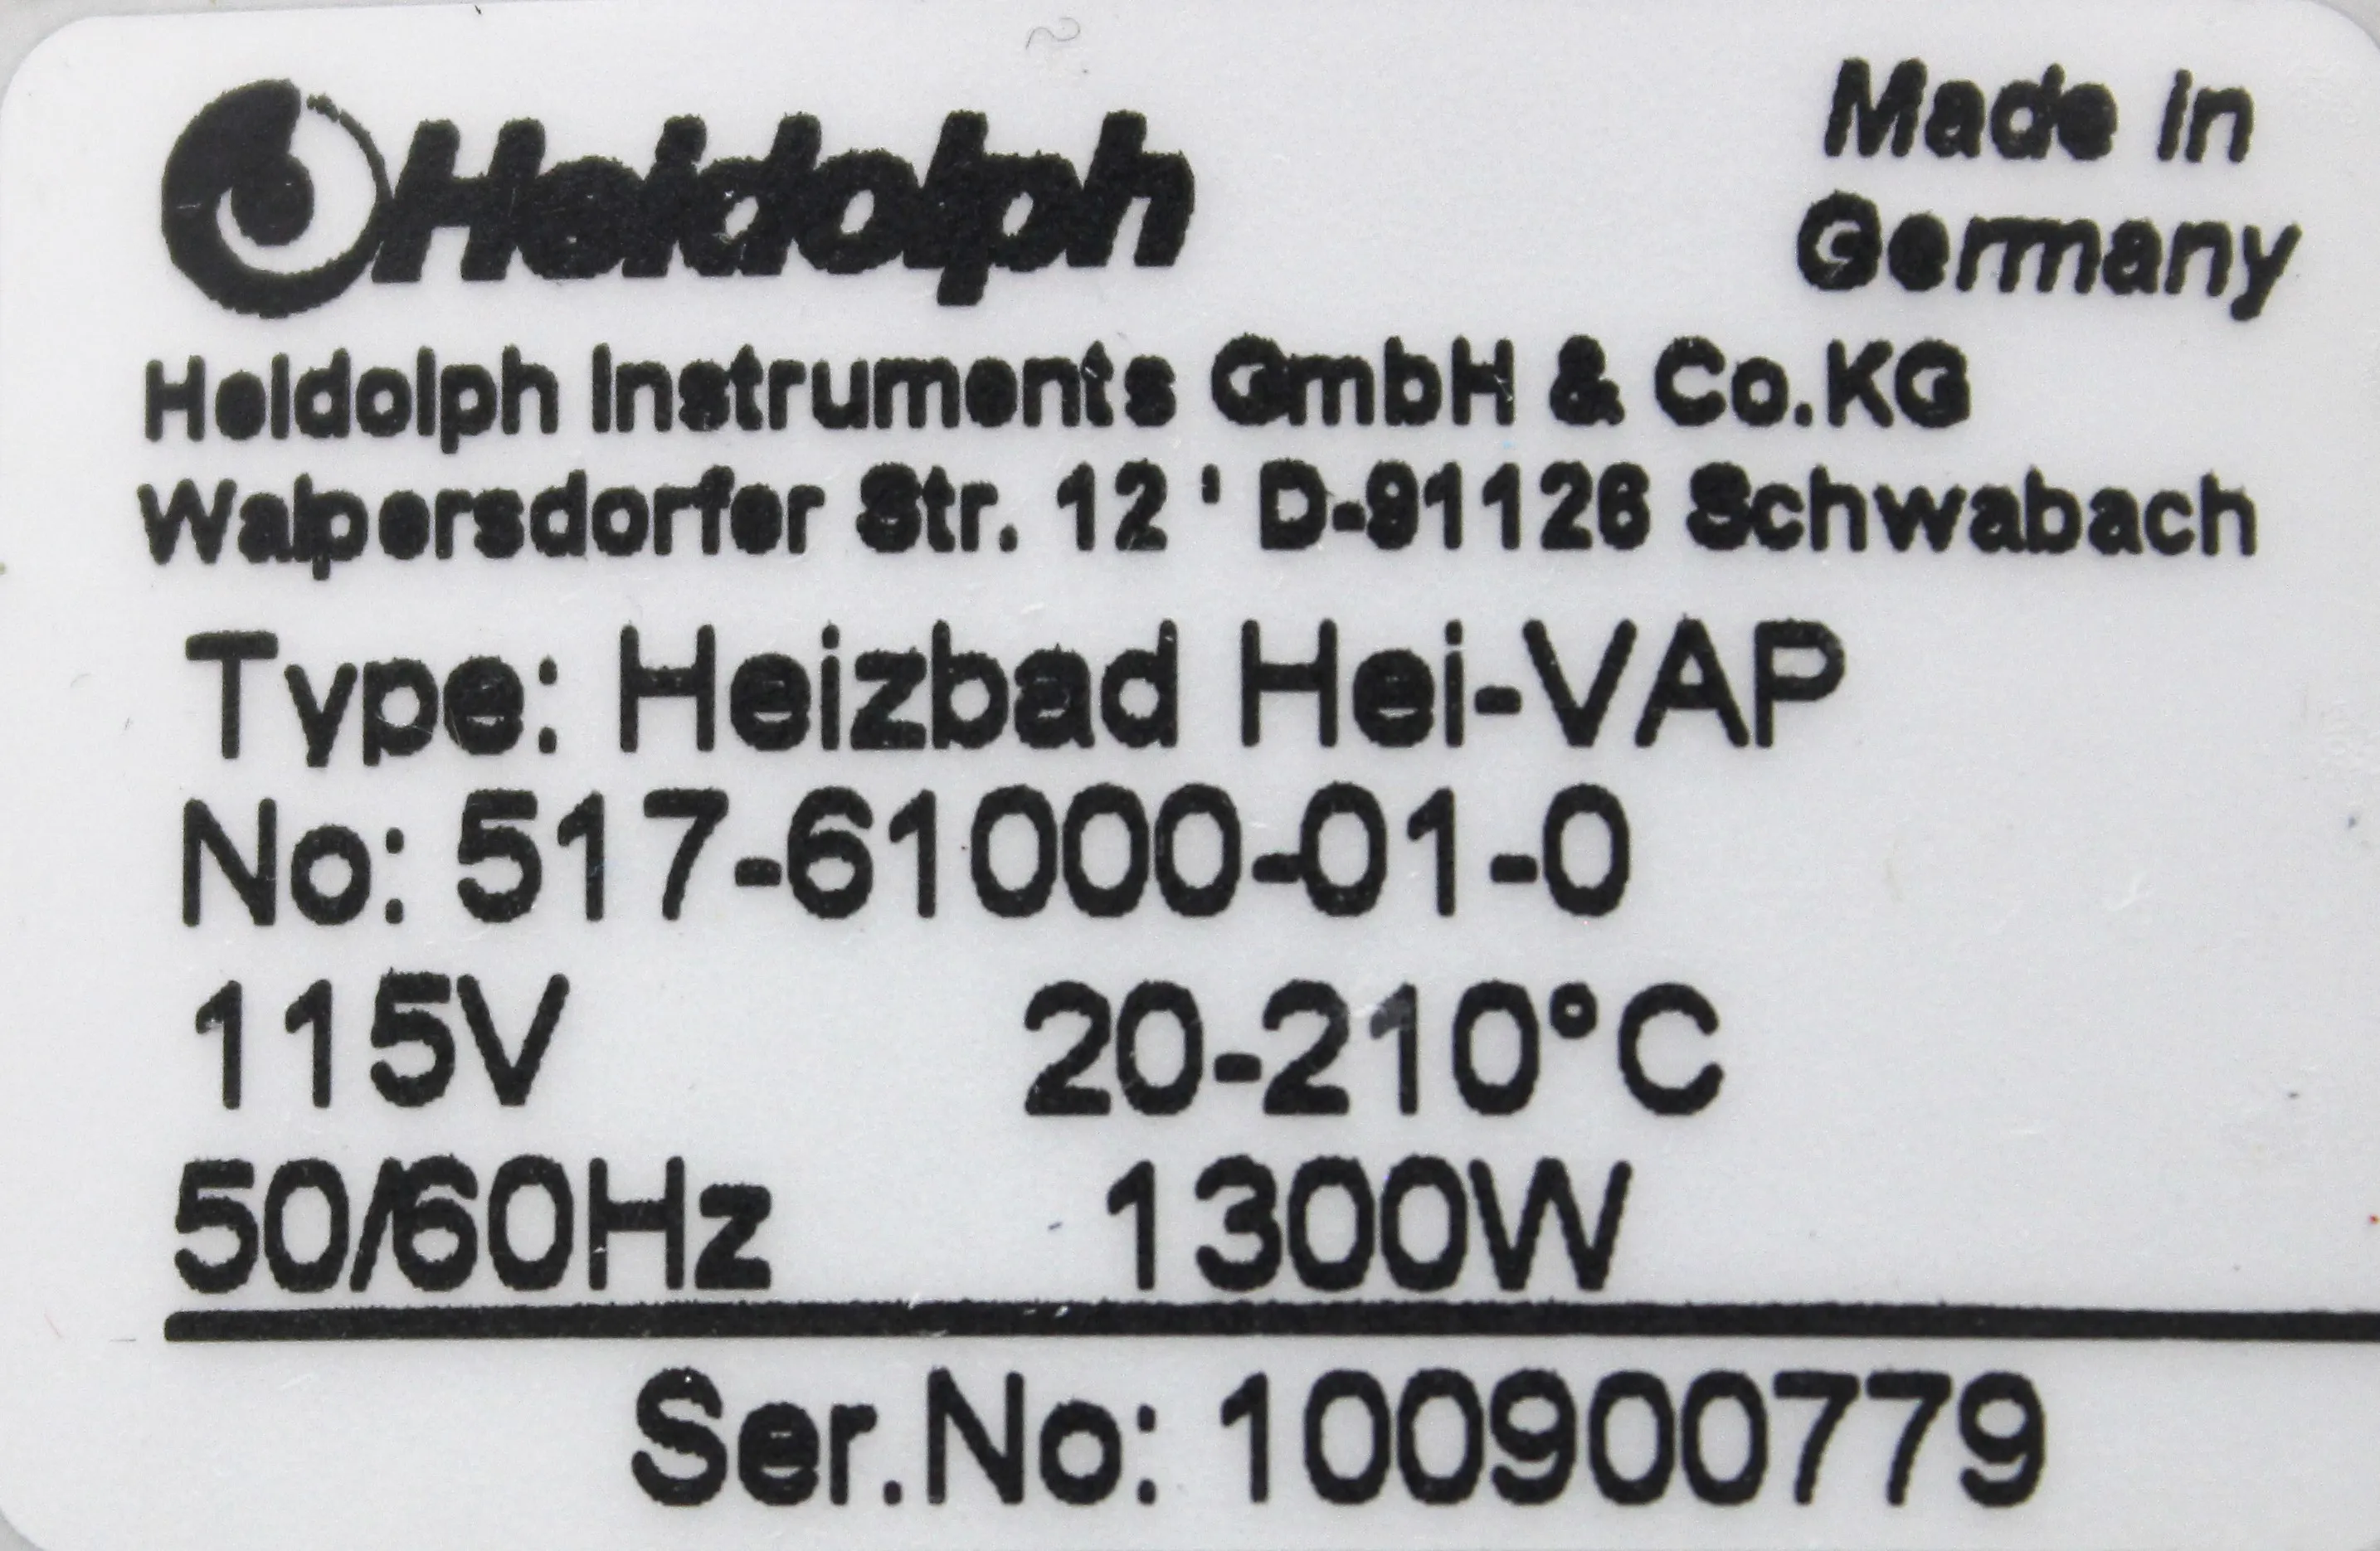 Heidolph
Made in
Germany
Heidolph Instruments GmbH & Co.KG
Walpersdorfer Str. 12 ' D-91126 Schwabach
Type: Heizbad Hei-VAP
No: 517-61000-01-0
115V 20-210°C
50/60Hz 1300W
Ser.No: 100900779